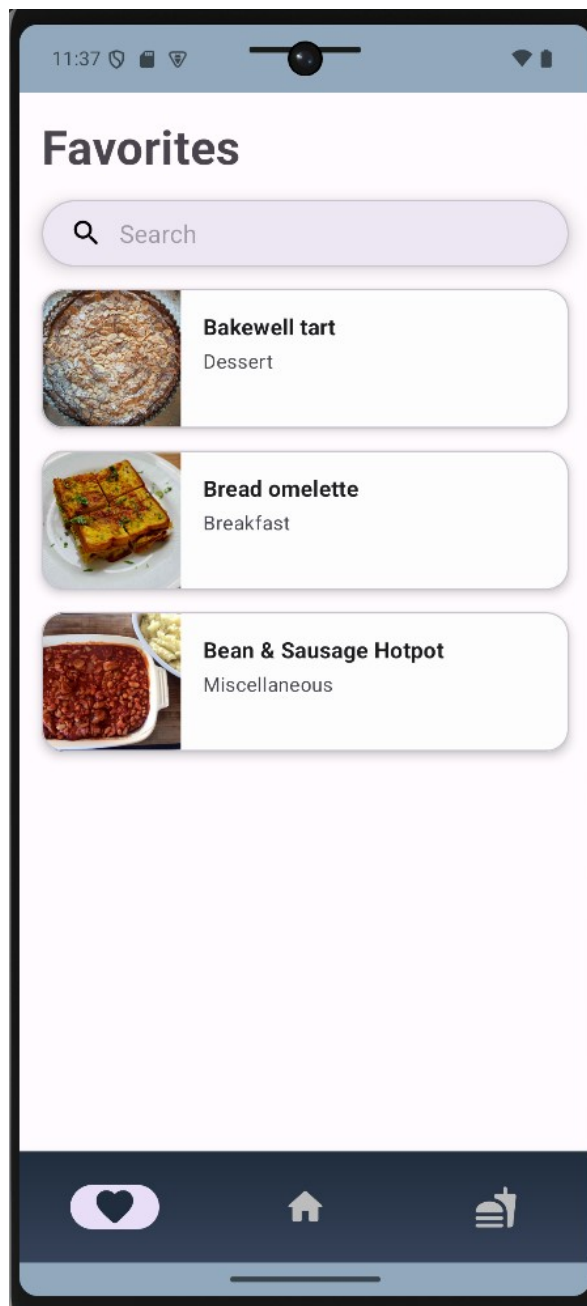 11:37
Favorites
Search
Bakewell tart
Dessert
Bread omelette
Breakfast
Bean & Sausage Hotpot
Miscellaneous